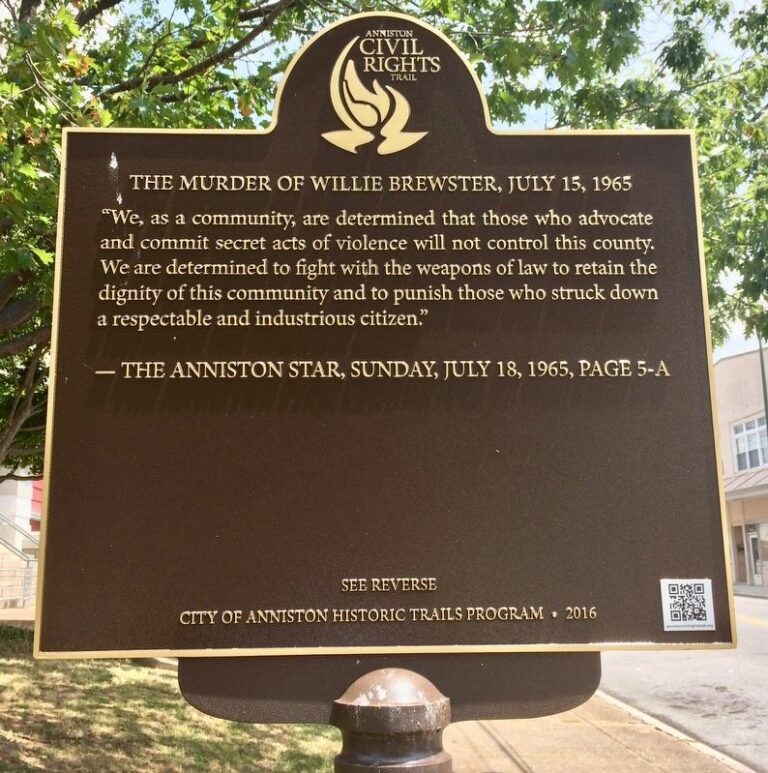 ANNISTON
CIVIL
RIGHTS
TRAIL
THE MURDER OF WILLIE BREWSTER, JULY 15, 1965
“We, as a community, are determined that those who advocate
and commit secret acts of violence will not control this county.
We are determined to fight with the weapons of law to retain the
dignity of this community and to punish those who struck down
a respectable and industrious citizen.”
— THE ANNISTON STAR, SUNDAY, JULY 18, 1965, PAGE 5-A
SEE REVERSE
CITY OF ANNISTON HISTORIC TRAILS PROGRAM • 2016